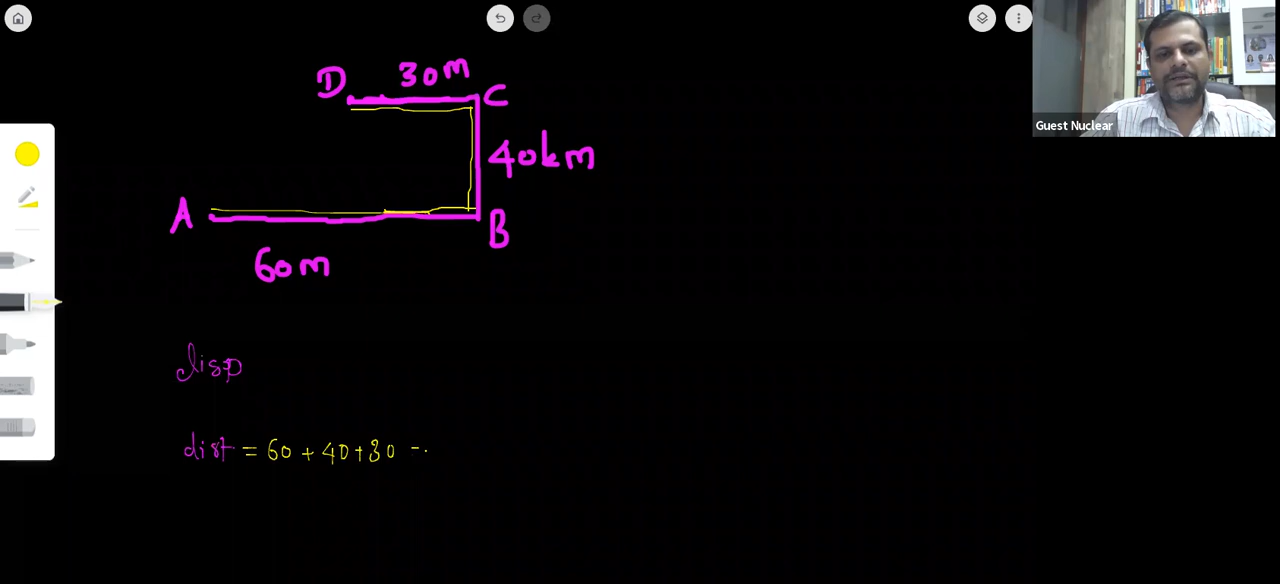 D 30m C
Guest Nuclear
40km
A B
60m
disp
dist = 60 + 40 + 30 =